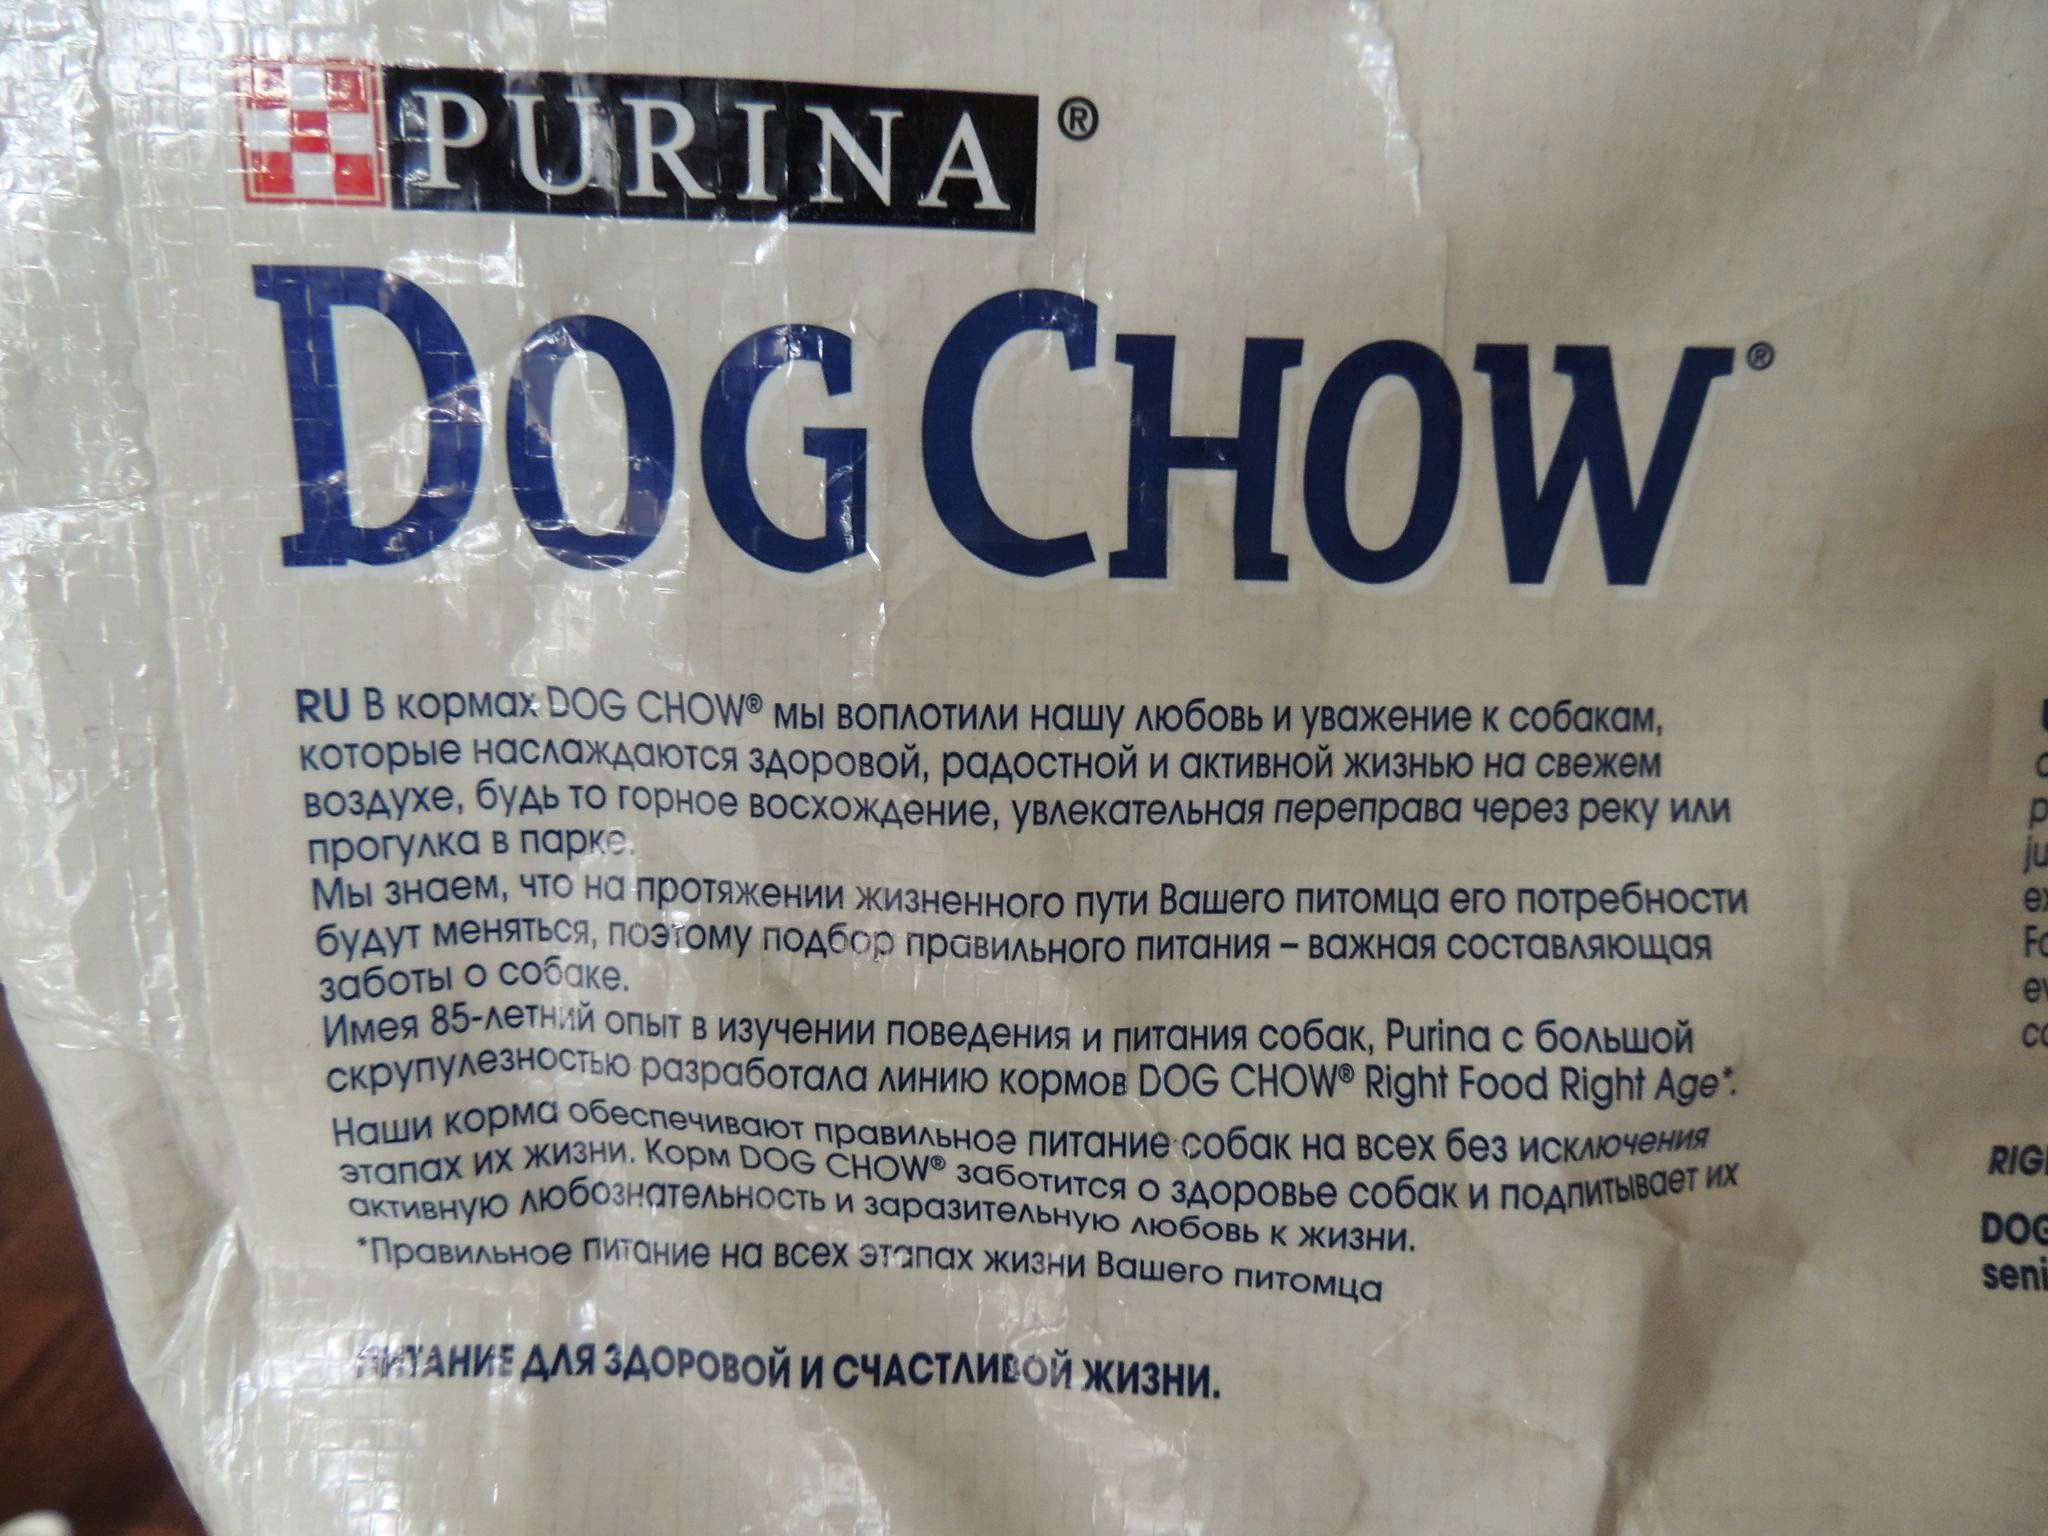 PURINA ®
DOG CHOW ®
RU В кормах DOG CHOW® мы воплотили нашу любовь и уважение к собакам,
которые наслаждаются здоровой, радостной и активной жизнью на свежем
воздухе, будь то горное восхождение, увлекательная переправа через реку или
прогулка в парке.
Мы знаем, что на протяжении жизненного пути Вашего питомца его потребности
будут меняться, поэтому подбор правильного питания – важная составляющая
заботы о собаке.
Имея 85-летний опыт в изучении поведения и питания собак, Purina с большой
скрупулезностью разработала линию кормов DOG CHOW® Right Food Right Age*.
Наши корма обеспечивают правильное питание собак на всех без исключения
этапах их жизни. Корм DOG CHOW® заботится о здоровье собак и подпитывает их
активную любознательность и заразительную любовь к жизни.
*Правильное питание на всех этапах жизни Вашего питомца
ПИТАНИЕ ДЛЯ ЗДОРОВОЙ И СЧАСТЛИВОЙ ЖИЗНИ.
DOG